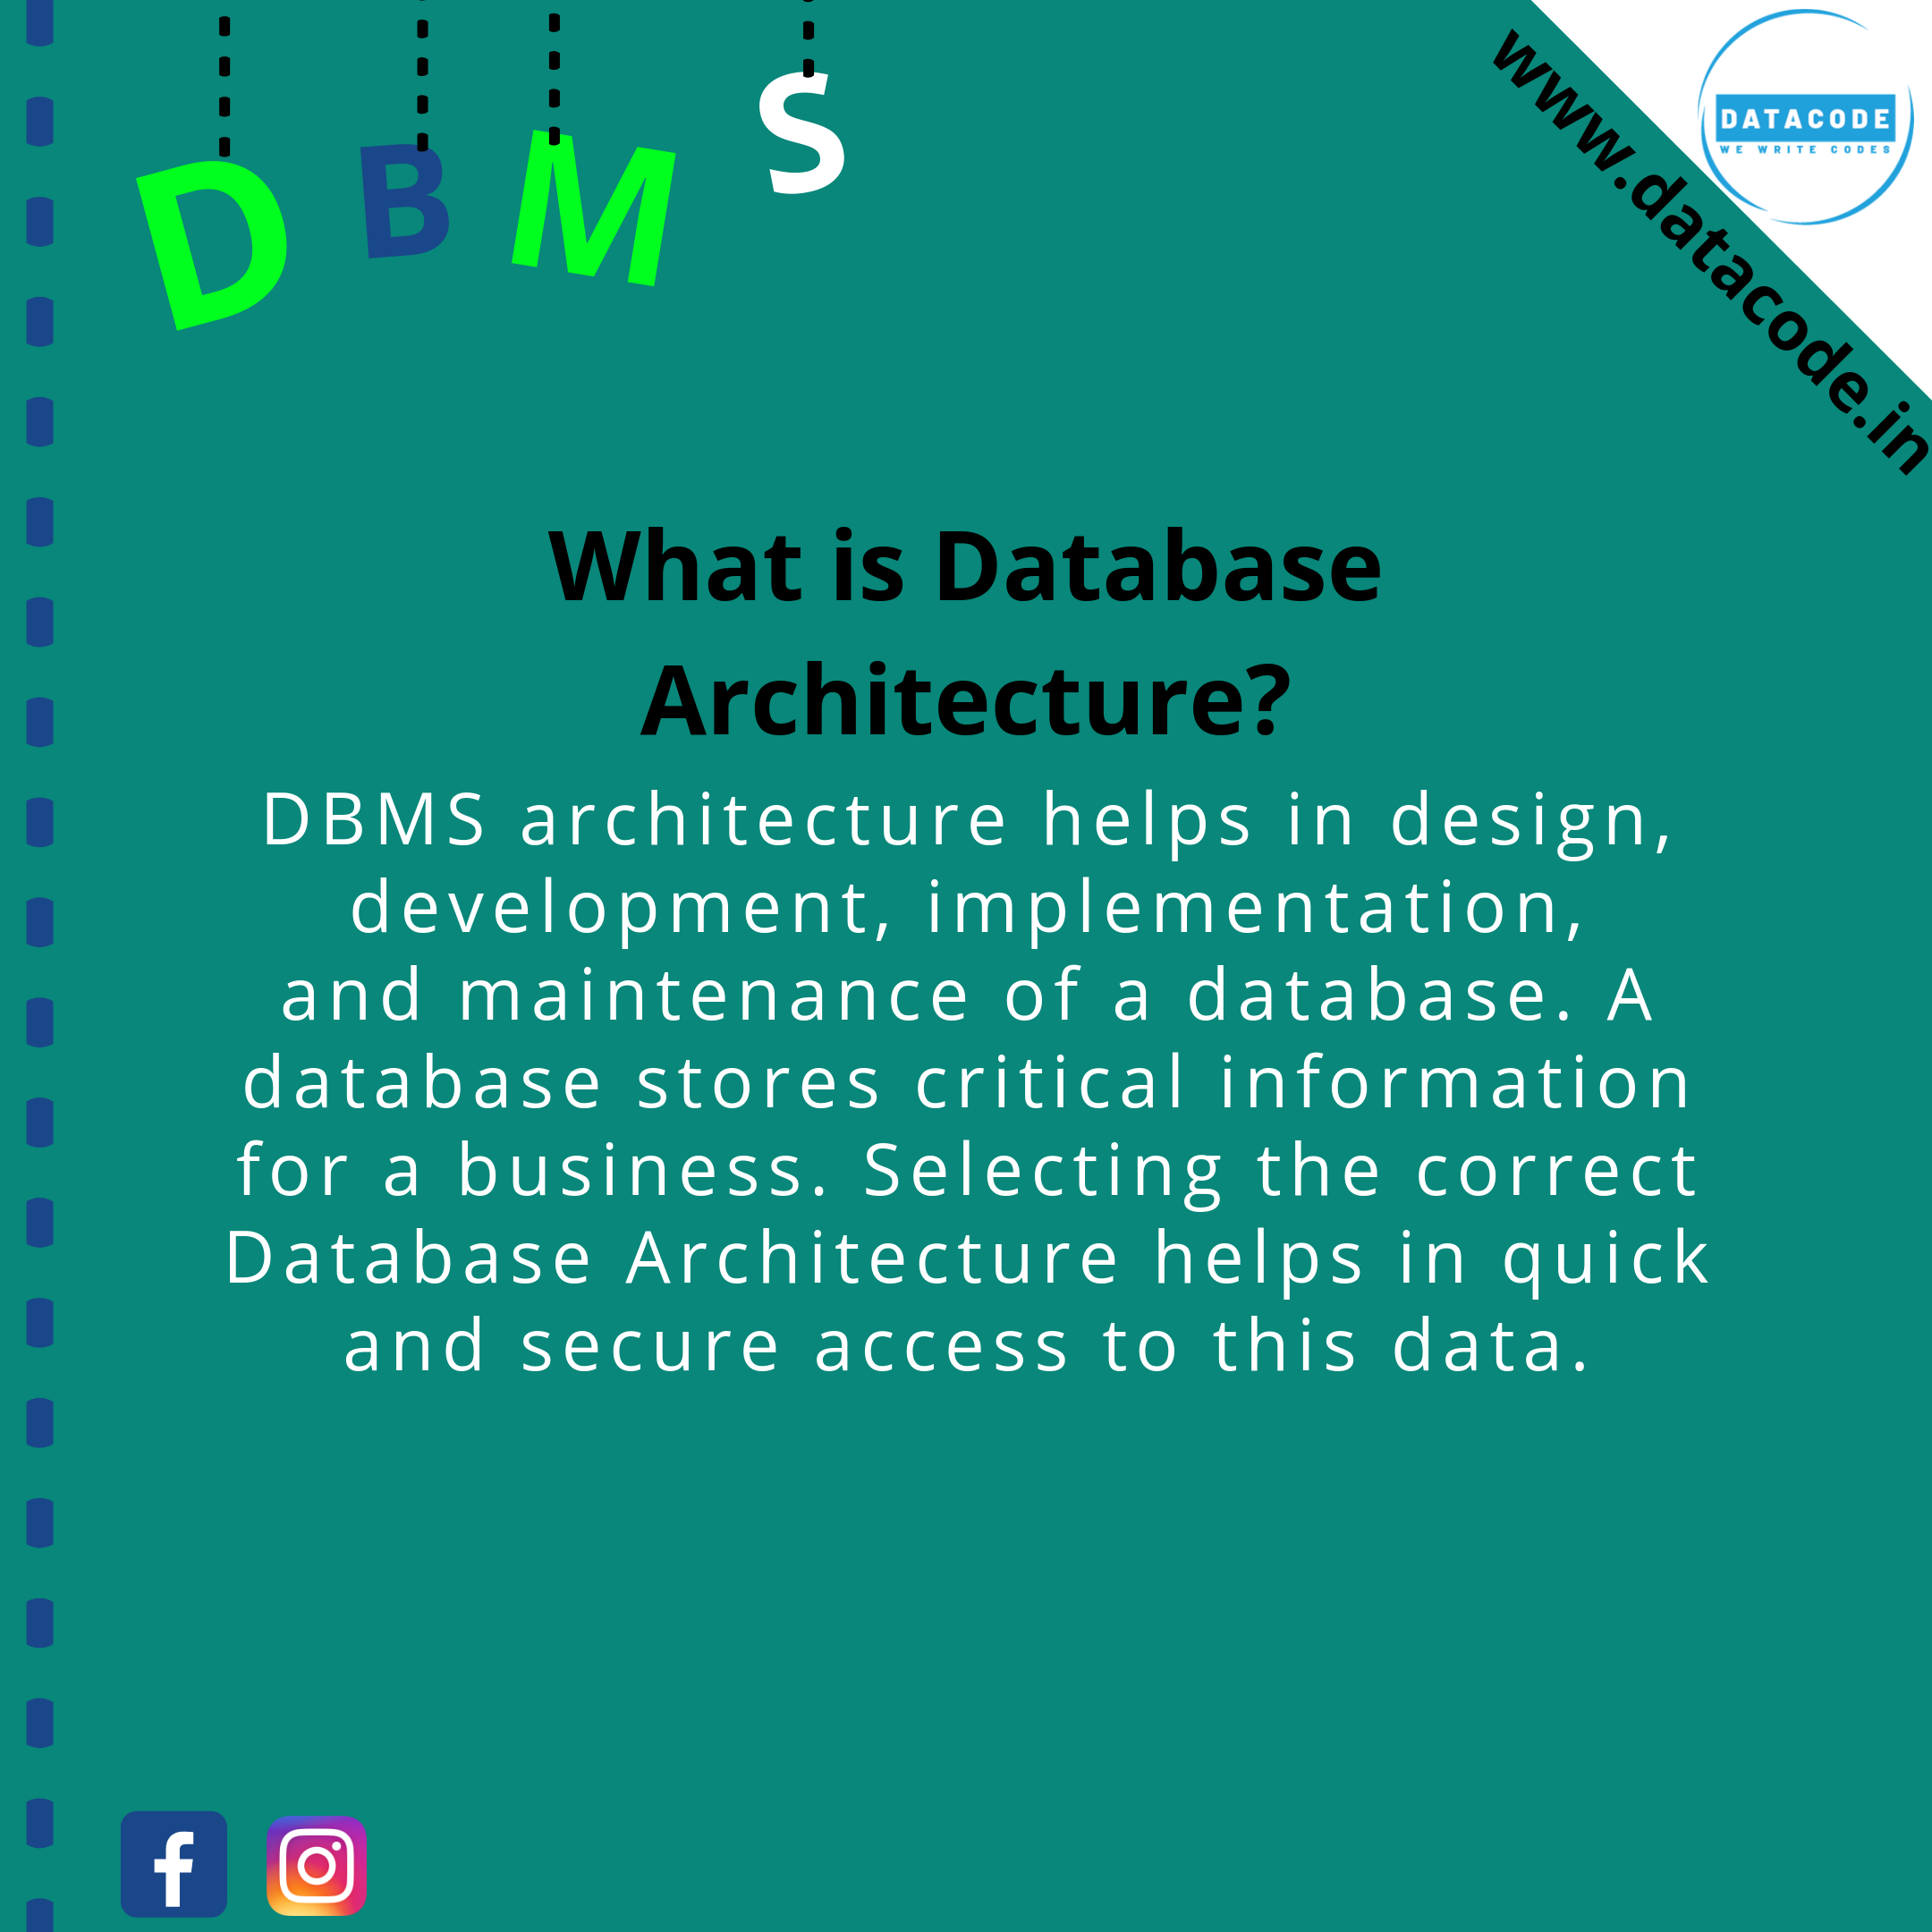 D B M S
www.datacode.in
DATACODE
WE WRITE CODES
What is Database
Architecture?
DBMS architecture helps in design,
development, implementation,
and maintenance of a database. A
database stores critical information
for a business. Selecting the correct
Database Architecture helps in quick
and secure access to this data.